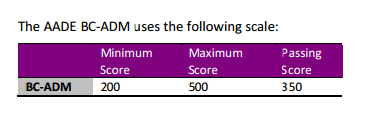 The AADE BC-ADM uses the following scale:
Minimum Score Maximum Score Passing Score
BC-ADM 200 500 350